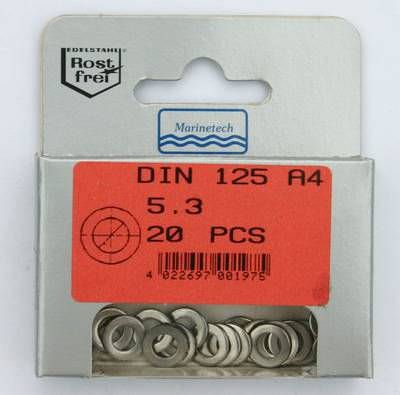 EDELSTAHL
Rost
frei
Marinetech
DIN 125 A4
5.3
20 PCS
4 022697 001975